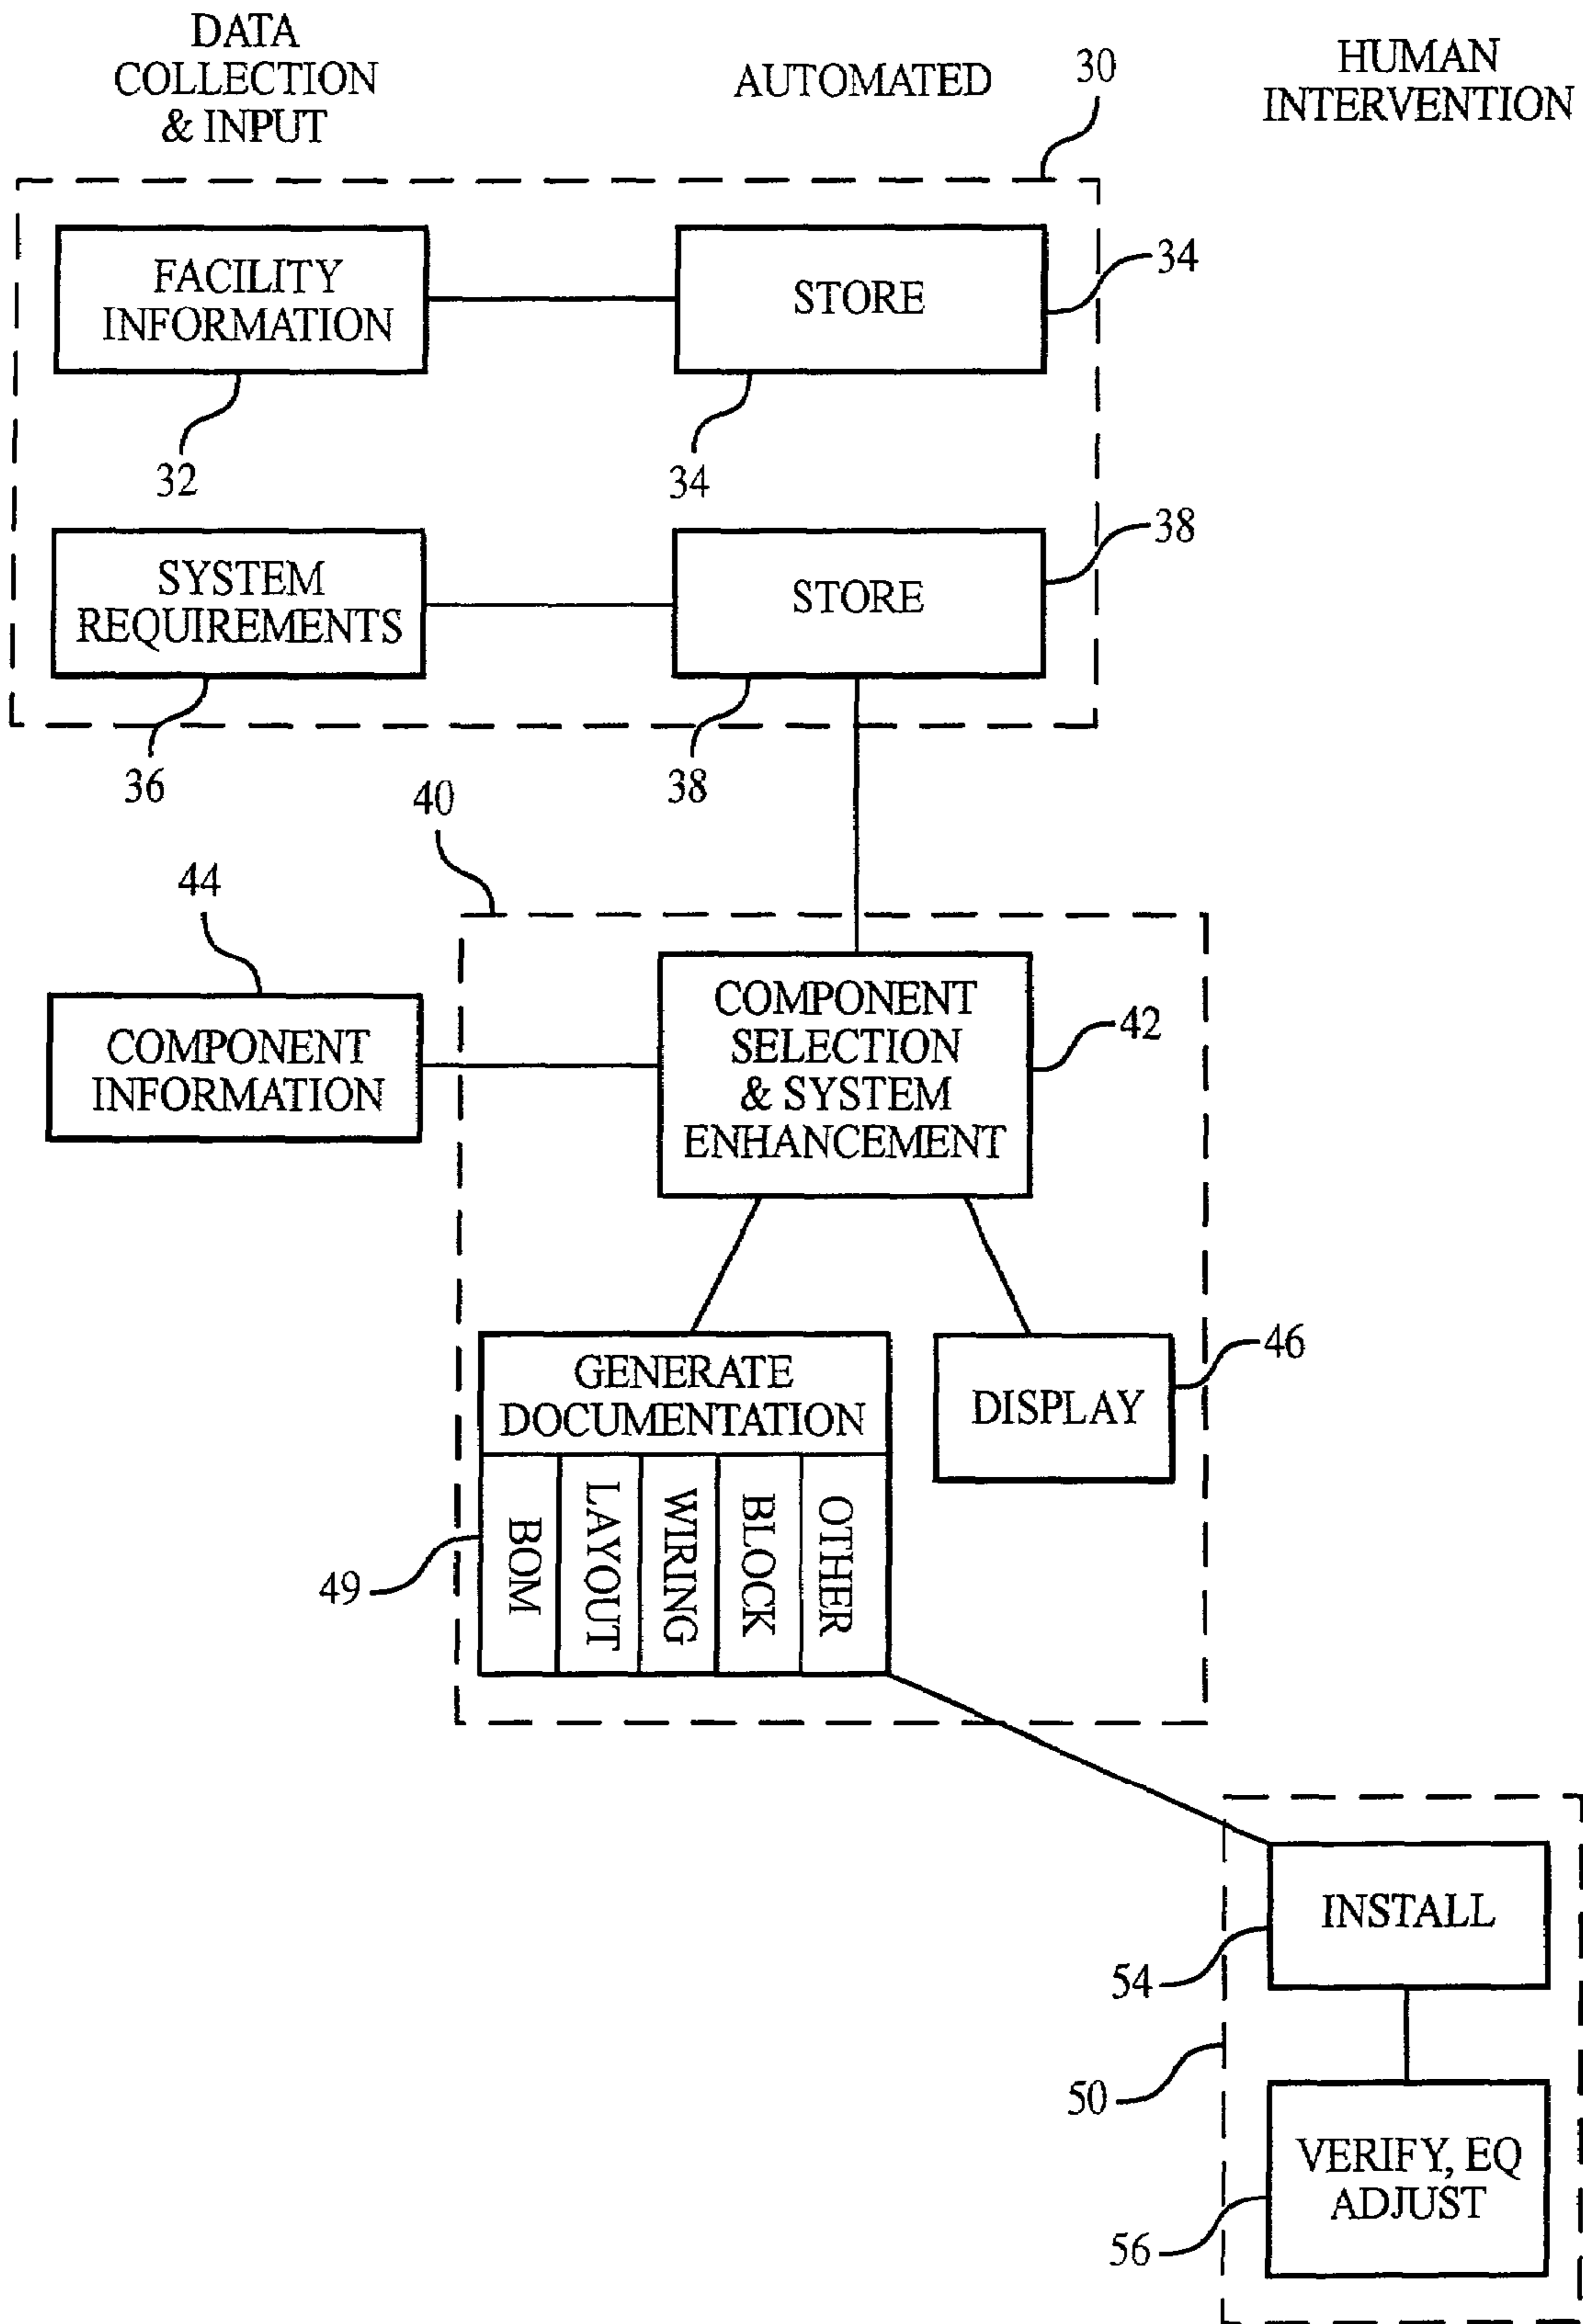 DATA
COLLECTION
& INPUT
AUTOMATED
30
HUMAN
INTERVENTION
FACILITY
INFORMATION
STORE
34
32
34
SYSTEM
REQUIREMENTS
STORE
38
36
38
40
44
COMPONENT
INFORMATION
COMPONENT
SELECTION
& SYSTEM
ENHANCEMENT
42
GENERATE
DOCUMENTATION
DISPLAY
46
BOM
LAYOUT
WIRING
BLOCK
OTHER
49
INSTALL
54
50
VERIFY, EQ
ADJUST
56